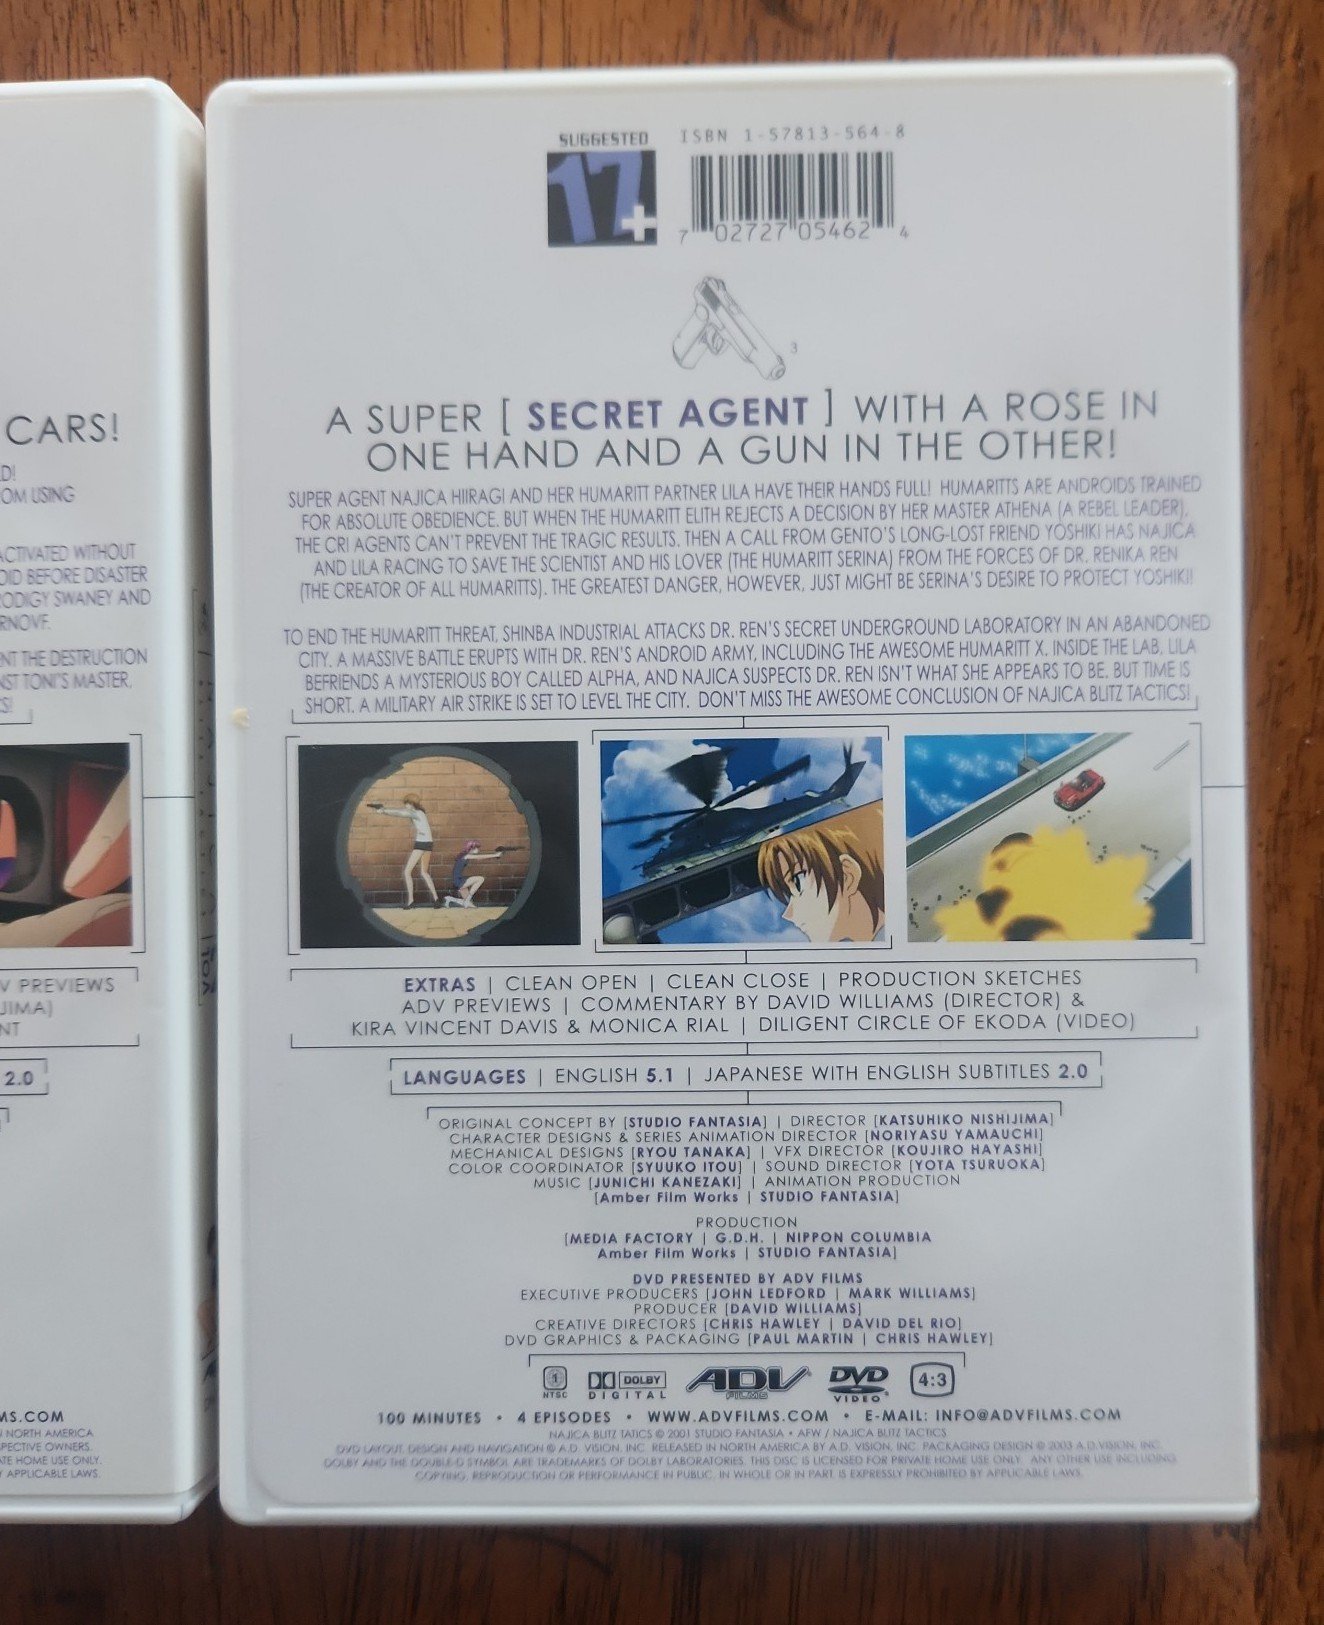 CARS!
D!
OM USING
ACTIVATED WITHOUT
OID BEFORE DISASTER
RODIGY SWANEY AND
RNOVF.
NT THE DESTRUCTION
NST TONI'S MASTER,
S!
V PREVIEWS
JIMA)
NT
2.0
MS.COM
N NORTH AMERICA
PECTIVE OWNERS.
TE HOME USE ONLY.
Y APPLICABLE LAWS.
SUGGESTED
17+
ISBN 1-57813-564-8
7 02727 05462 4
3
A SUPER [ SECRET AGENT ] WITH A ROSE IN
ONE HAND AND A GUN IN THE OTHER!
SUPER AGENT NAJICA HIIRAGI AND HER HUMARITT PARTNER LILA HAVE THEIR HANDS FULL! HUMARITTS ARE ANDROIDS TRAINED
FOR ABSOLUTE OBEDIENCE. BUT WHEN THE HUMARITT ELITH REJECTS A DECISION BY HER MASTER ATHENA (A REBEL LEADER),
THE CRI AGENTS CAN'T PREVENT THE TRAGIC RESULTS. THEN A CALL FROM GENTO'S LONG-LOST FRIEND YOSHIKI HAS NAJICA
AND LILA RACING TO SAVE THE SCIENTIST AND HIS LOVER (THE HUMARITT SERINA) FROM THE FORCES OF DR. RENIKA REN
(THE CREATOR OF ALL HUMARITTS). THE GREATEST DANGER, HOWEVER, JUST MIGHT BE SERINA'S DESIRE TO PROTECT YOSHIKI!
TO END THE HUMARITT THREAT, SHINBA INDUSTRIAL ATTACKS DR. REN'S SECRET UNDERGROUND LABORATORY IN AN ABANDONED
CITY. A MASSIVE BATTLE ERUPTS WITH DR. REN'S ANDROID ARMY, INCLUDING THE AWESOME HUMARITT X. INSIDE THE LAB, LILA
BEFRIENDS A MYSTERIOUS BOY CALLED ALPHA, AND NAJICA SUSPECTS DR. REN ISN'T WHAT SHE APPEARS TO BE. BUT TIME IS
SHORT. A MILITARY AIR STRIKE IS SET TO LEVEL THE CITY. DON'T MISS THE AWESOME CONCLUSION OF NAJICA BLITZ TACTICS!
EXTRAS | CLEAN OPEN | CLEAN CLOSE | PRODUCTION SKETCHES
ADV PREVIEWS | COMMENTARY BY DAVID WILLIAMS (DIRECTOR) &
KIRA VINCENT DAVIS & MONICA RIAL | DILIGENT CIRCLE OF EKODA (VIDEO)
LANGUAGES | ENGLISH 5.1 | JAPANESE WITH ENGLISH SUBTITLES 2.0
ORIGINAL CONCEPT BY [STUDIO FANTASIA] | DIRECTOR [KATSUHIKO NISHIJIMA]
CHARACTER DESIGNS & SERIES ANIMATION DIRECTOR [NORIYASU YAMAUCHI]
MECHANICAL DESIGNS [RYOU TANAKA] | VFX DIRECTOR [KOUJIRO HAYASHI]
COLOR COORDINATOR [SYUUKO ITOU] | SOUND DIRECTOR [YOTA TSURUOKA]
MUSIC [JUNICHI KANEZAKI] | ANIMATION PRODUCTION
[Amber Film Works | STUDIO FANTASIA]
PRODUCTION
[MEDIA FACTORY | G.D.H. | NIPPON COLUMBIA
Amber Film Works | STUDIO FANTASIA]
DVD PRESENTED BY ADV FILMS
EXECUTIVE PRODUCERS [JOHN LEDFORD | MARK WILLIAMS]
PRODUCER [DAVID WILLIAMS]
CREATIVE DIRECTORS [CHRIS HAWLEY | DAVID DEL RIO]
DVD GRAPHICS & PACKAGING [PAUL MARTIN | CHRIS HAWLEY]
1 NTSC DOLBY DIGITAL ADV FILMS DVD VIDEO 4:3
100 MINUTES • 4 EPISODES • WWW.ADVFILMS.COM • E-MAIL: INFO@ADVFILMS.COM
NAJICA BLITZ TATICS © 2001 STUDIO FANTASIA • AFW / NAJICA BLITZ TACTICS
DVD LAYOUT, DESIGN AND NAVIGATION © A.D. VISION, INC. RELEASED IN NORTH AMERICA BY A.D. VISION, INC. PACKAGING DESIGN © 2003 A.D.VISION, INC.
DOLBY AND THE DOUBLE-D SYMBOL ARE TRADEMARKS OF DOLBY LABORATORIES. THIS DISC IS LICENSED FOR PRIVATE HOME USE ONLY. ANY OTHER USE INCLUDING
COPYING, REPRODUCTION OR PERFORMANCE IN PUBLIC, IN WHOLE OR IN PART IS EXPRESSLY PROHIBITED BY APPLICABLE LAWS.